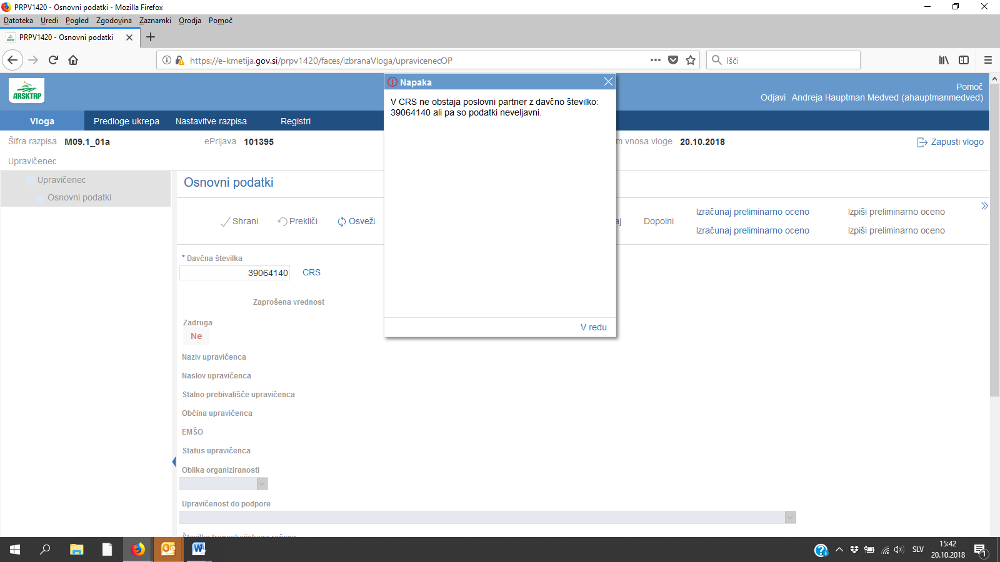 PRPV1420 - Osnovni podatki - Mozilla Firefox
Datoteka Uredi Pogled Zgodovina Zaznamki Orodja Pomoč
PRPV1420 - Osnovni podatki
https://e-kmetija.gov.si/prpv1420/faces/izbranaVloga/upravicenecOP
Išči
ARSKTRP
Pomoč
Odjavi Andreja Hauptman Medved (ahauptmanmedved)
Vloga Predloge ukrepa Nastavitve razpisa Registri
Šifra razpisa M09.1_01a ePrijava 101395 m vnosa vloge 20.10.2018 Zapusti vlogo
Upravičenec
Upravičenec
Osnovni podatki
Osnovni podatki
Shrani Prekliči Osveži aj Dopolni
Izračunaj preliminarno oceno Izpiši preliminarno oceno
Izračunaj preliminarno oceno Izpiši preliminarno oceno
Napaka
V CRS ne obstaja poslovni partner z davčno številko:
39064140 ali pa so podatki neveljavni.
V redu
* Davčna številka
39064140 CRS
Zaprošena vrednost
Zadruga
Ne
Naziv upravičenca
Naslov upravičenca
Stalno prebivališče upravičenca
Občina upravičenca
EMŠO
Status upravičenca
Oblika organiziranosti
Upravičenost do podpore
Številka transakcijskega računa
SLV
15:42
20.10.2018
1